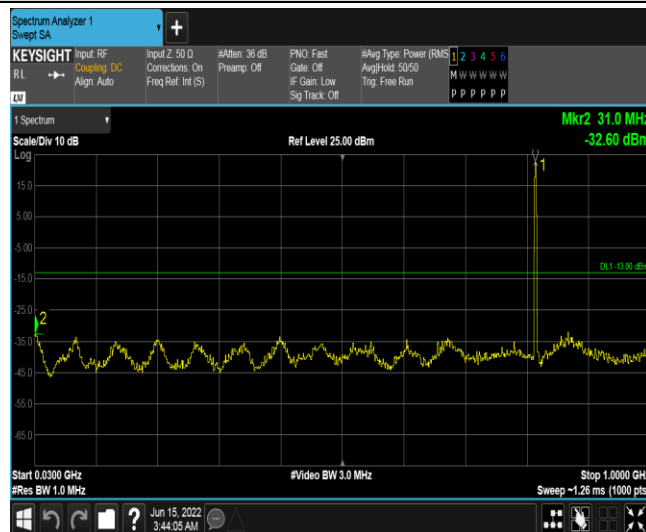 Spectrum Analyzer 1
Swept SA
KEYSIGHT
RL
LXI
Input: RF
Coupling: DC
Align: Auto
Input Z: 50 Ω
Corrections: On
Freq Ref: Int (S)
#Atten: 36 dB
Preamp: Off
PNO: Fast
Gate: Off
IF Gain: Low
Sig Track: Off
#Avg Type: Power (RMS
Avg|Hold: 50/50
Trig: Free Run
1 2 3 4 5 6
M W W W W W
P P P P P P
1 Spectrum
Scale/Div 10 dB
Ref Level 25.00 dBm
Mkr2 31.0 MHz
-32.60 dBm
Log
15.0
5.00
-5.00
-15.0
-25.0
-35.0
-45.0
-55.0
-65.0
1
2
DL1 -13.00 dBm
Start 0.0300 GHz
#Res BW 1.0 MHz
#Video BW 3.0 MHz
Stop 1.0000 GHz
Sweep ~1.26 ms (1000 pts
?
Jun 15, 2022
3:44:05 AM